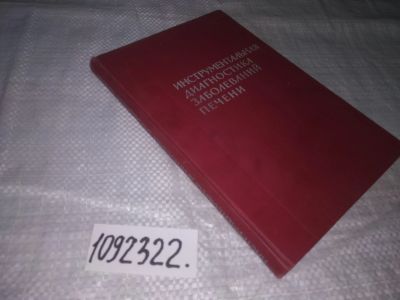 ИНСТРУМЕНТАЛЬНАЯ
ДИАГНОСТИКА
ЗАБОЛЕВАНИЙ
ПЕЧЕНИ
1092322.